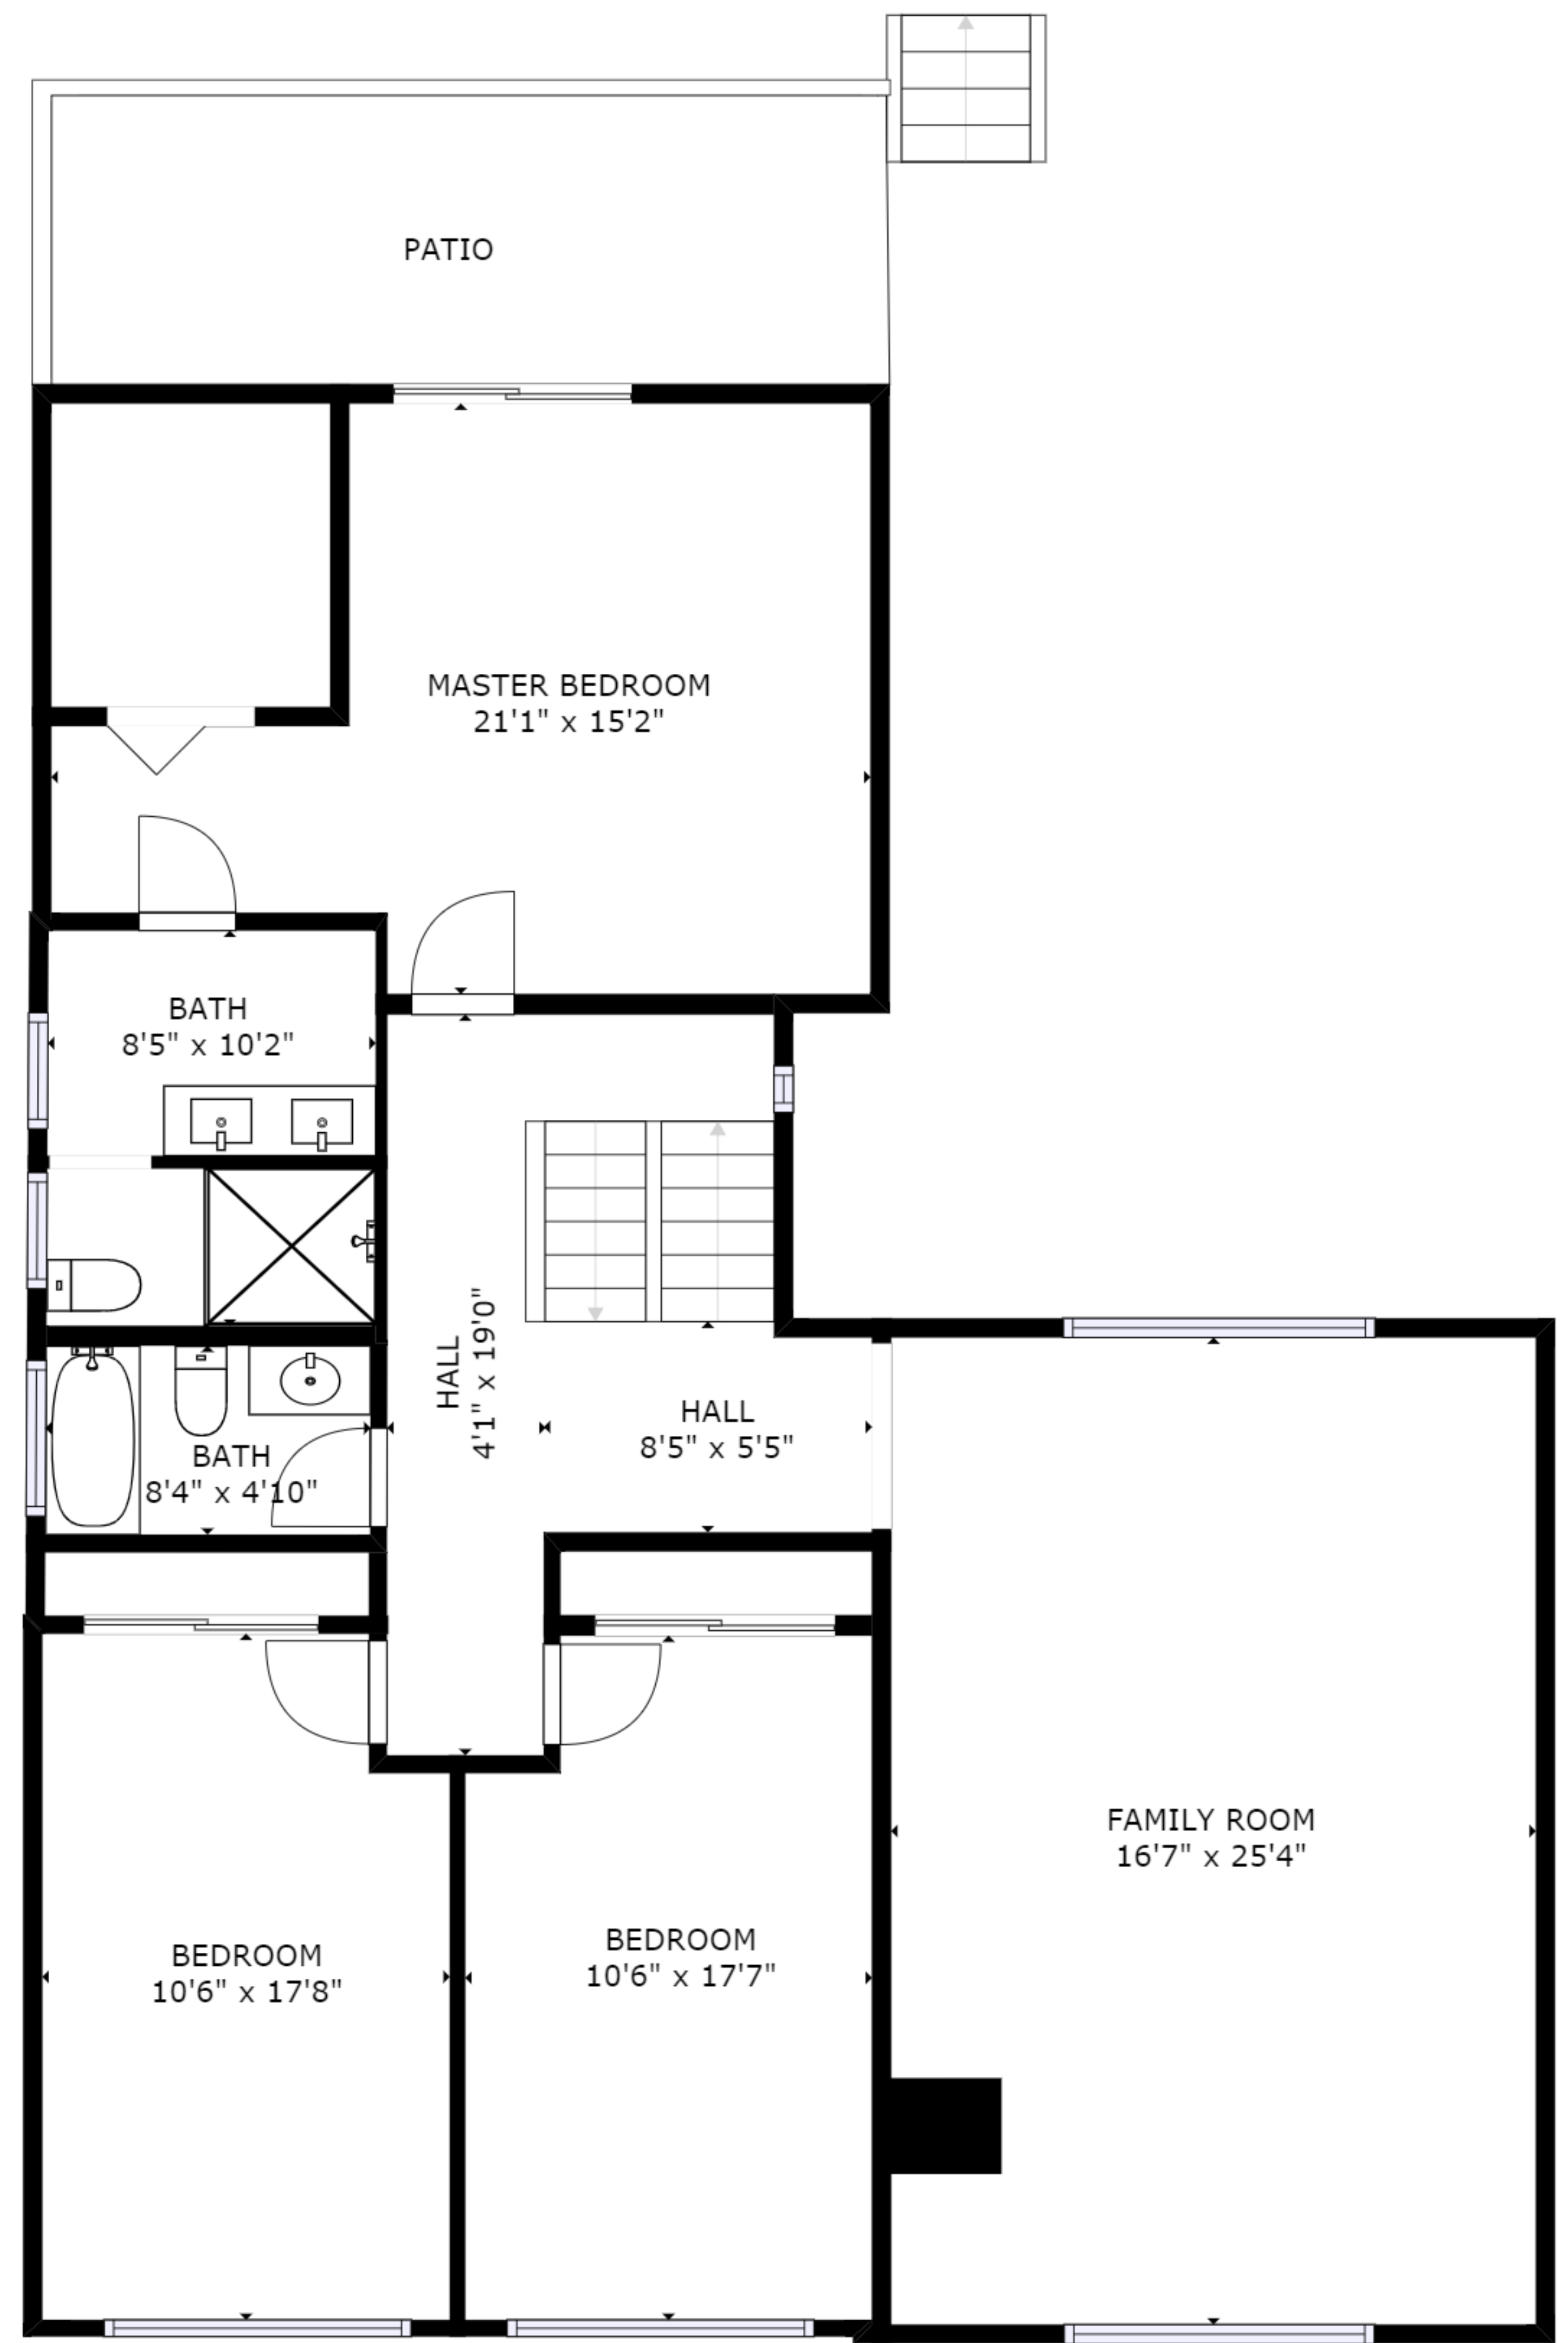 PATIO
MASTER BEDROOM
21'1" x 15'2"
BATH
8'5" x 10'2"
HALL
4'1" x 19'0"
HALL
8'5" x 5'5"
BATH
8'4" x 4'10"
FAMILY ROOM
16'7" x 25'4"
BEDROOM
10'6" x 17'8"
BEDROOM
10'6" x 17'7"